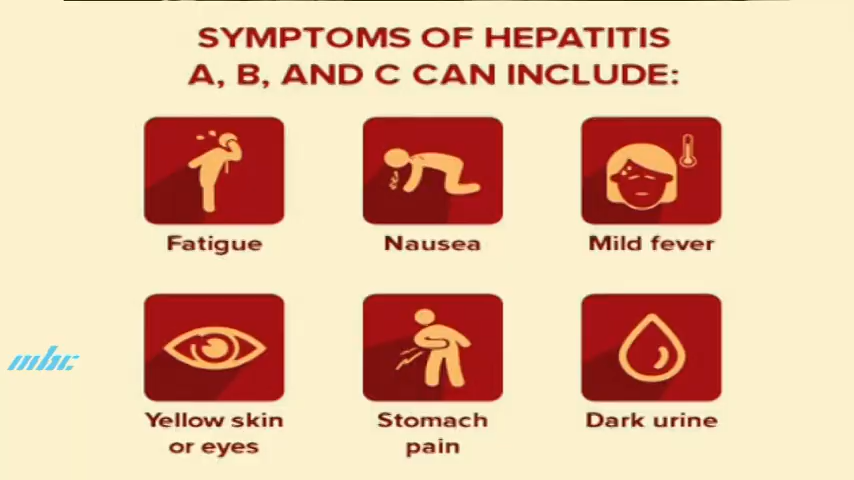 SYMPTOMS OF HEPATITIS
A, B, AND C CAN INCLUDE:
Fatigue
Nausea
Mild fever
mbc
Yellow skin
or eyes
Stomach
pain
Dark urine